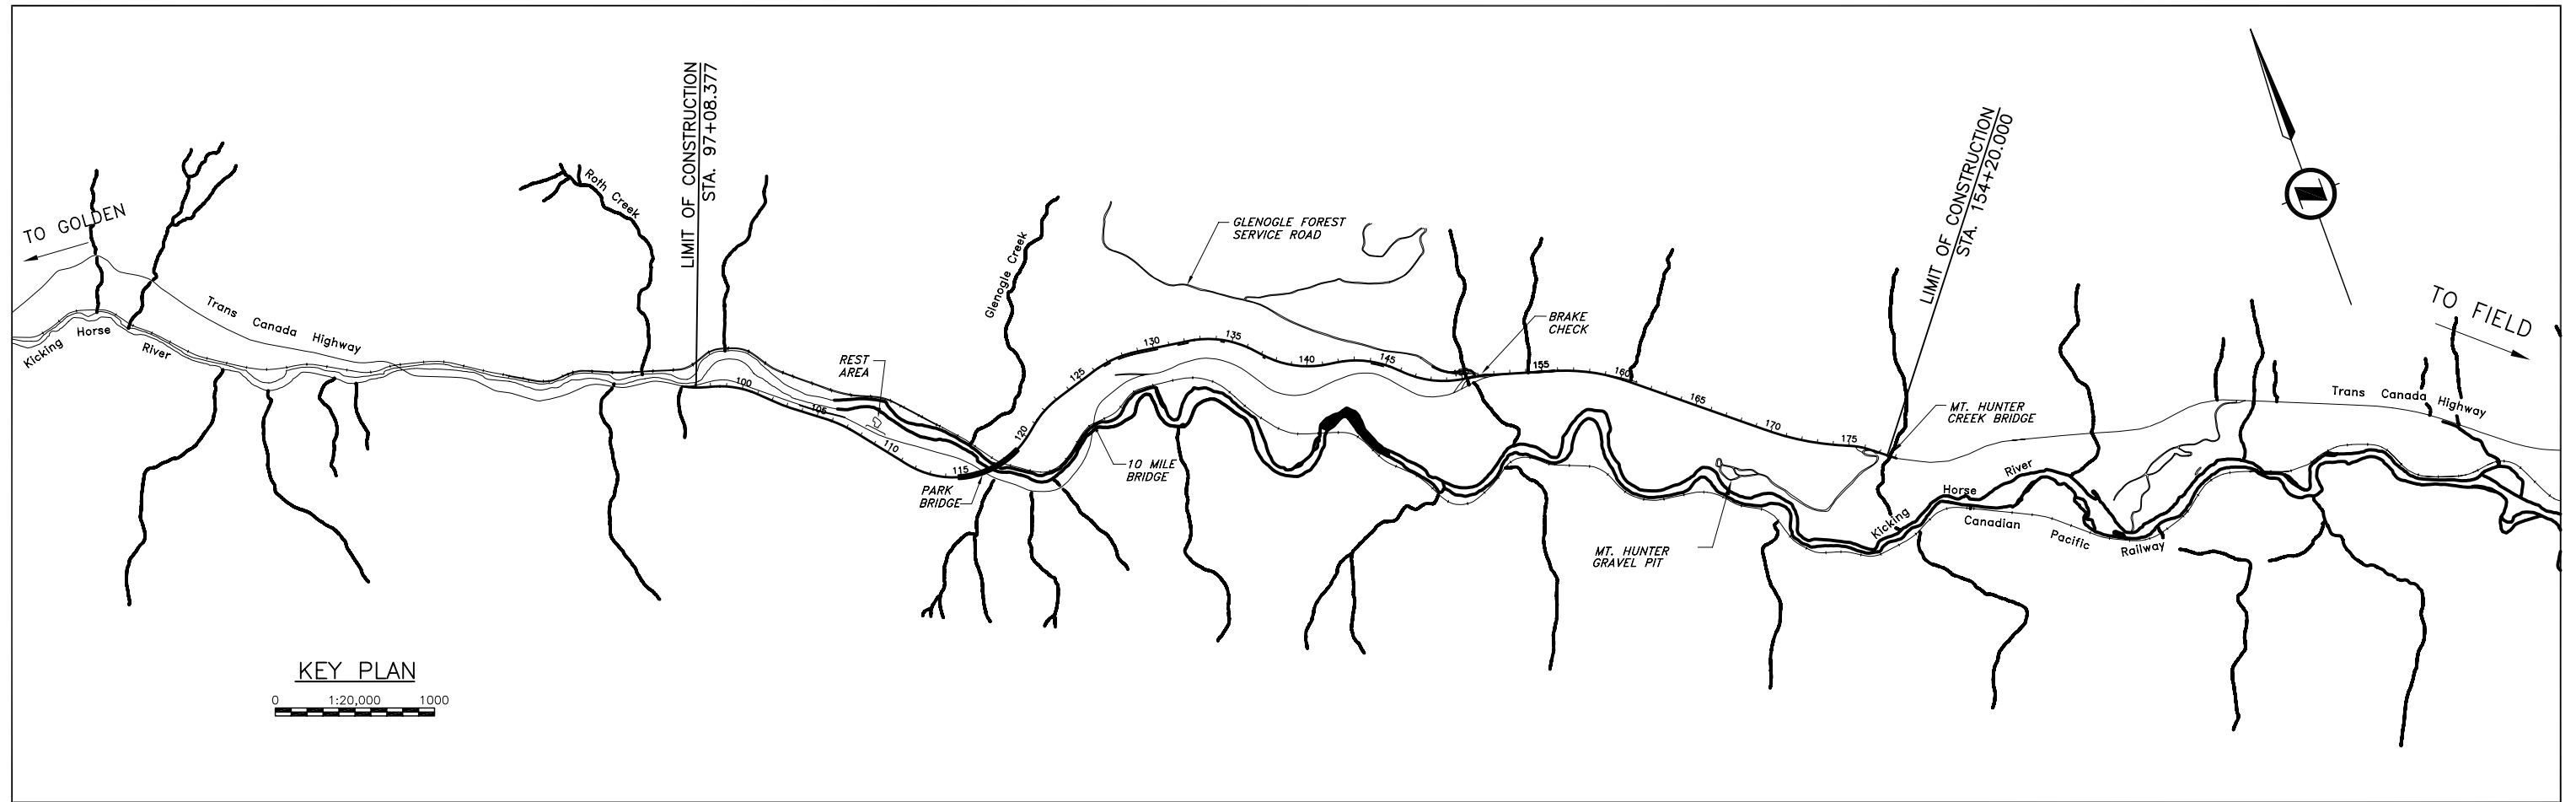 TO GOLDEN
Kicking Horse River
Trans Canada Highway
Roth Creek
LIMIT OF CONSTRUCTION
STA. 97+08.377
Glenogle Creek
GLENOGLE FOREST
SERVICE ROAD
REST
AREA
100
105
110
115
120
125
130
135
140
145
155
160
165
170
175
PARK
BRIDGE
10 MILE
BRIDGE
BRAKE
CHECK
LIMIT OF CONSTRUCTION
STA. 154+20.000
MT. HUNTER
CREEK BRIDGE
MT. HUNTER
GRAVEL PIT
Kicking Horse River
Canadian Pacific Railway
Trans Canada Highway
TO FIELD
N
KEY PLAN
0 1:20,000 1000